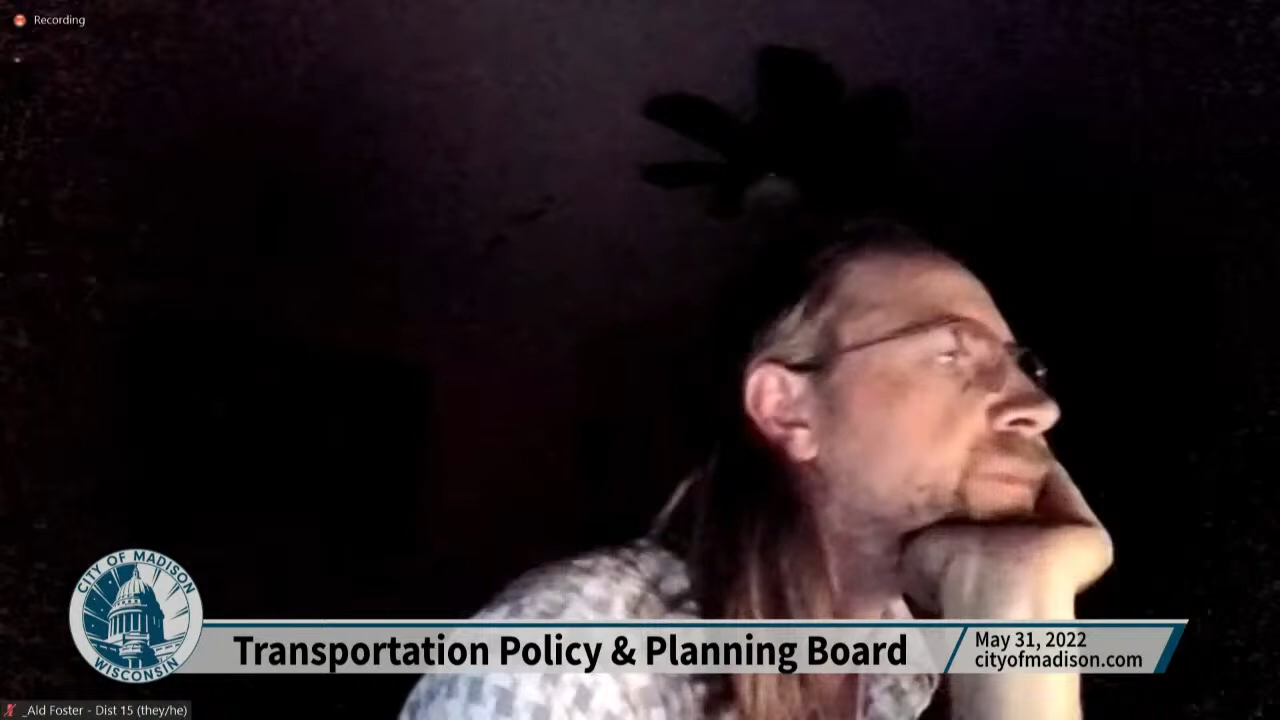 Recording
CITY OF MADISON
WISCONSIN
Transportation Policy & Planning Board
May 31, 2022
cityofmadison.com
_Ald Foster - Dist 15 (they/he)